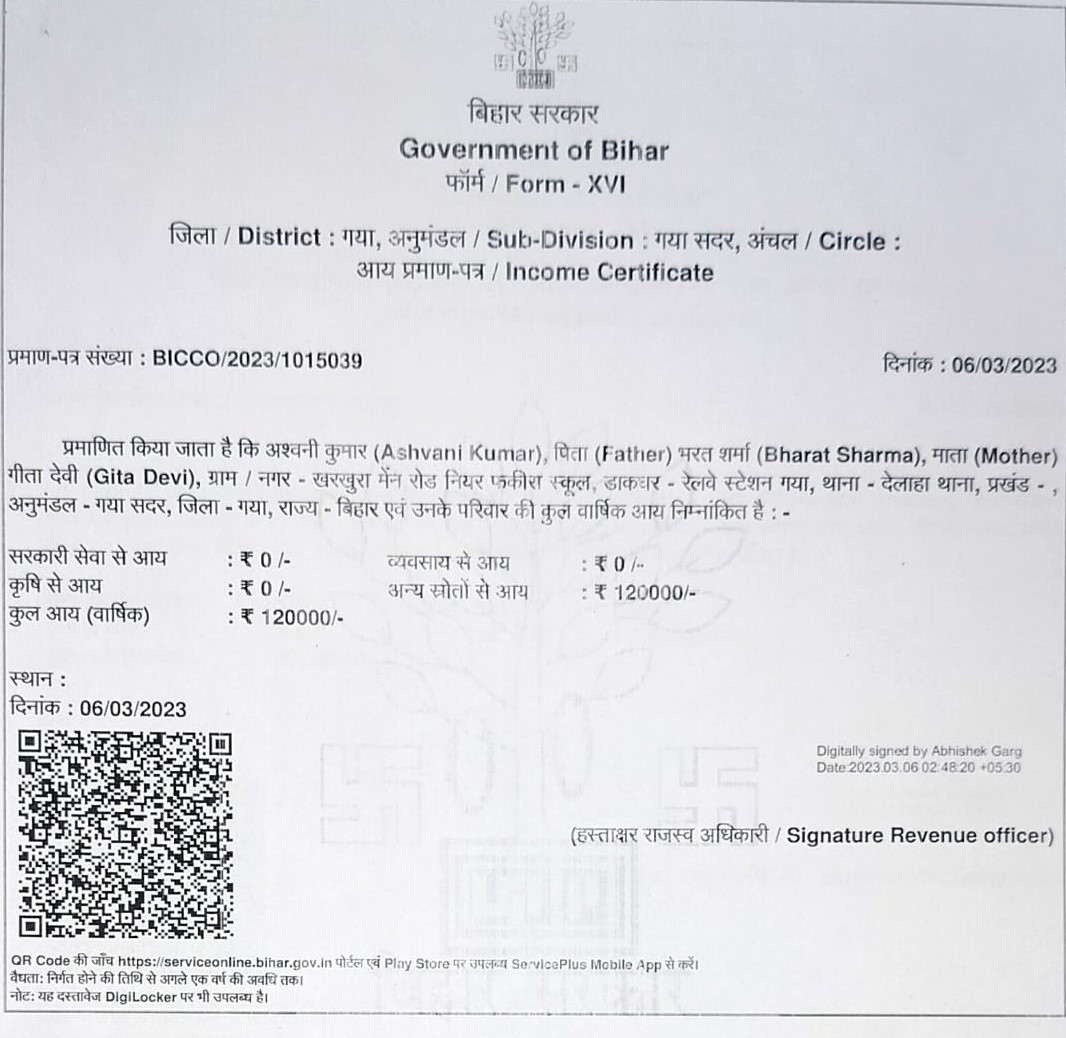 बिहार सरकार
Government of Bihar
फॉर्म / Form - XVI
जिला / District : गया, अनुमंडल / Sub-Division : गया सदर, अंचल / Circle :
आय प्रमाण-पत्र / Income Certificate
प्रमाण-पत्र संख्या : BICCO/2023/1015039 दिनांक : 06/03/2023
प्रमाणित किया जाता है कि अश्वनी कुमार (Ashvani Kumar), पिता (Father) भरत शर्मा (Bharat Sharma), माता (Mother)
गीता देवी (Gita Devi), ग्राम / नगर - खरखुरा मेंन रोड नियर फकीरा स्कूल, डाकघर - रेलवे स्टेशन गया, थाना - देलाहा थाना, प्रखंड - ,
अनुमंडल - गया सदर, जिला - गया, राज्य - बिहार एवं उनके परिवार की कुल वार्षिक आय निम्नांकित है : -
सरकारी सेवा से आय : ₹ 0 /- व्यवसाय से आय : ₹ 0 /-
कृषि से आय : ₹ 0 /- अन्य स्रोतों से आय : ₹ 120000/-
कुल आय (वार्षिक) : ₹ 120000/-
स्थान :
दिनांक : 06/03/2023
Digitally signed by Abhishek Garg
Date:2023.03.06 02:48:20 +05:30
(हस्ताक्षर राजस्व अधिकारी / Signature Revenue officer)
QR Code की जाँच https://serviceonline.bihar.gov.in पोर्टल एवं Play Store पर उपलब्ध ServicePlus Mobile App से करें।
वैधता: निर्गत होने की तिथि से अगले एक वर्ष की अवधि तक।
नोट: यह दस्तावेज DigiLocker पर भी उपलब्ध है।